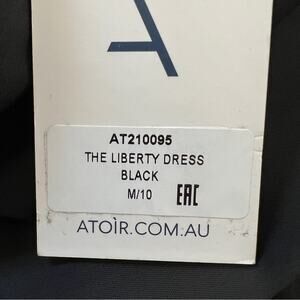 AT210095
THE LIBERTY DRESS
BLACK
M/10 EAC
ATOÌR.COM.AU